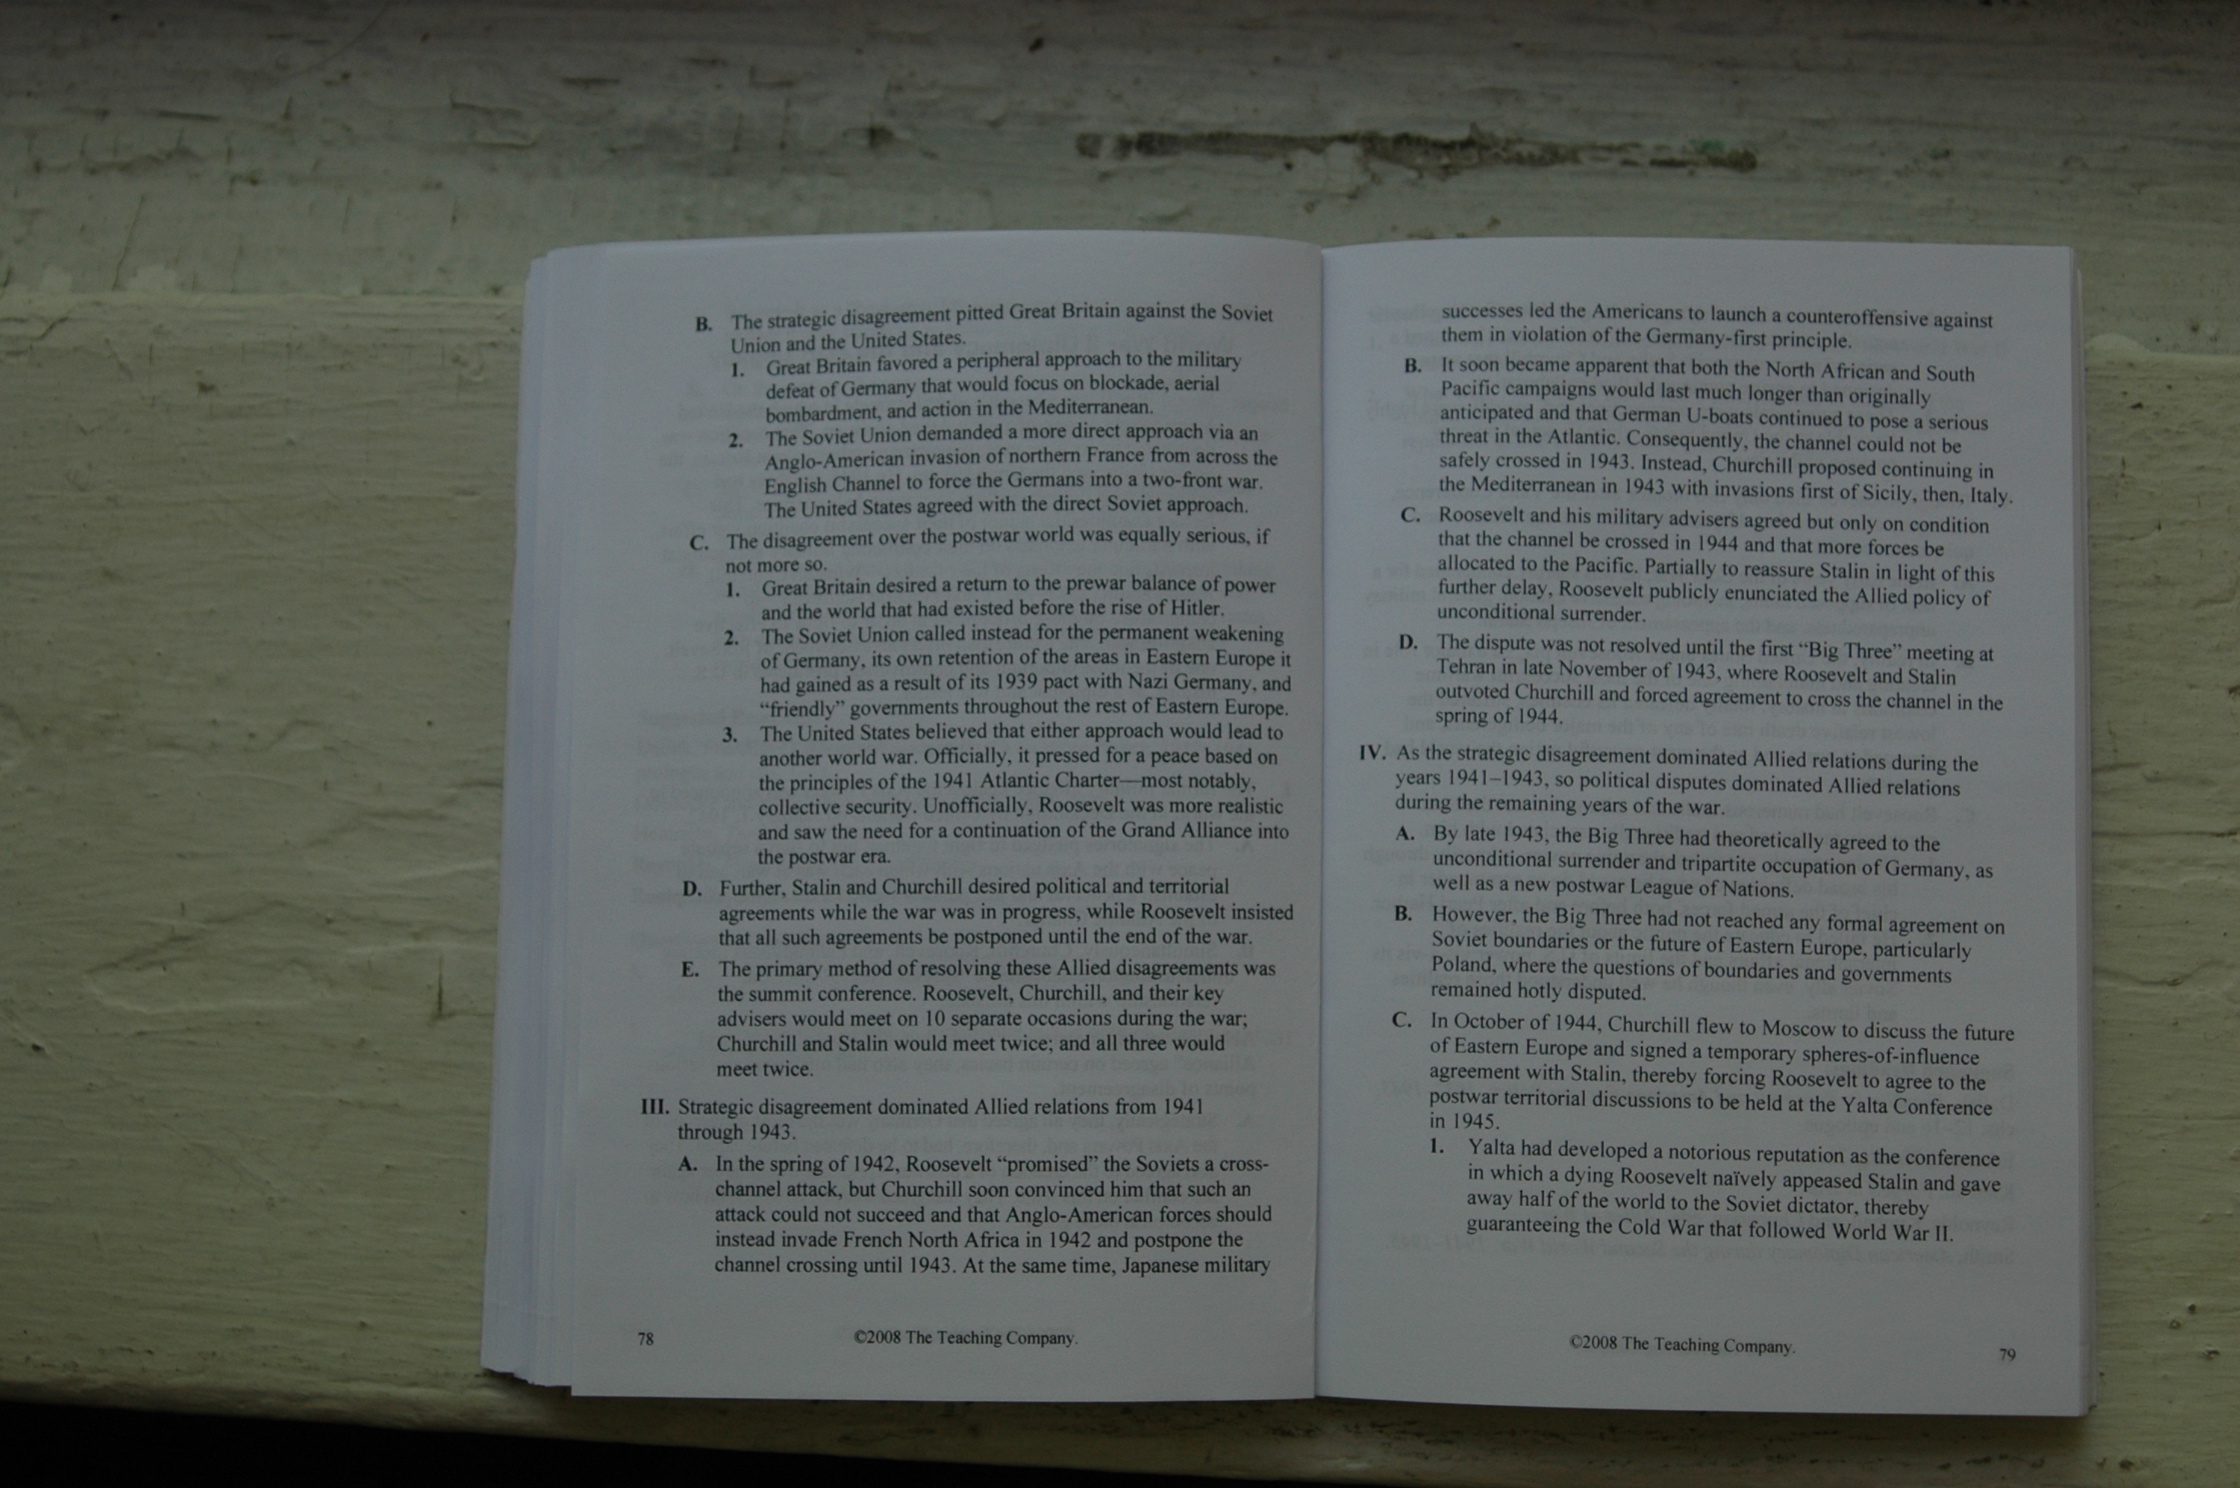 B. The strategic disagreement pitted Great Britain against the Soviet
Union and the United States.
1. Great Britain favored a peripheral approach to the military
defeat of Germany that would focus on blockade, aerial
bombardment, and action in the Mediterranean.
2. The Soviet Union demanded a more direct approach via an
Anglo-American invasion of northern France from across the
English Channel to force the Germans into a two-front war.
The United States agreed with the direct Soviet approach.
C. The disagreement over the postwar world was equally serious, if
not more so.
1. Great Britain desired a return to the prewar balance of power
and the world that had existed before the rise of Hitler.
2. The Soviet Union called instead for the permanent weakening
of Germany, its own retention of the areas in Eastern Europe it
had gained as a result of its 1939 pact with Nazi Germany, and
“friendly” governments throughout the rest of Eastern Europe.
3. The United States believed that either approach would lead to
another world war. Officially, it pressed for a peace based on
the principles of the 1941 Atlantic Charter—most notably,
collective security. Unofficially, Roosevelt was more realistic
and saw the need for a continuation of the Grand Alliance into
the postwar era.
D. Further, Stalin and Churchill desired political and territorial
agreements while the war was in progress, while Roosevelt insisted
that all such agreements be postponed until the end of the war.
E. The primary method of resolving these Allied disagreements was
the summit conference. Roosevelt, Churchill, and their key
advisers would meet on 10 separate occasions during the war;
Churchill and Stalin would meet twice; and all three would
meet twice.
III. Strategic disagreement dominated Allied relations from 1941
through 1943.
A. In the spring of 1942, Roosevelt “promised” the Soviets a cross-
channel attack, but Churchill soon convinced him that such an
attack could not succeed and that Anglo-American forces should
instead invade French North Africa in 1942 and postpone the
channel crossing until 1943. At the same time, Japanese military
78
©2008 The Teaching Company.
successes led the Americans to launch a counteroffensive against
them in violation of the Germany-first principle.
B. It soon became apparent that both the North African and South
Pacific campaigns would last much longer than originally
anticipated and that German U-boats continued to pose a serious
threat in the Atlantic. Consequently, the channel could not be
safely crossed in 1943. Instead, Churchill proposed continuing in
the Mediterranean in 1943 with invasions first of Sicily, then, Italy.
C. Roosevelt and his military advisers agreed but only on condition
that the channel be crossed in 1944 and that more forces be
allocated to the Pacific. Partially to reassure Stalin in light of this
further delay, Roosevelt publicly enunciated the Allied policy of
unconditional surrender.
D. The dispute was not resolved until the first “Big Three” meeting at
Tehran in late November of 1943, where Roosevelt and Stalin
outvoted Churchill and forced agreement to cross the channel in the
spring of 1944.
IV. As the strategic disagreement dominated Allied relations during the
years 1941–1943, so political disputes dominated Allied relations
during the remaining years of the war.
A. By late 1943, the Big Three had theoretically agreed to the
unconditional surrender and tripartite occupation of Germany, as
well as a new postwar League of Nations.
B. However, the Big Three had not reached any formal agreement on
Soviet boundaries or the future of Eastern Europe, particularly
Poland, where the questions of boundaries and governments
remained hotly disputed.
C. In October of 1944, Churchill flew to Moscow to discuss the future
of Eastern Europe and signed a temporary spheres-of-influence
agreement with Stalin, thereby forcing Roosevelt to agree to the
postwar territorial discussions to be held at the Yalta Conference
in 1945.
1. Yalta had developed a notorious reputation as the conference
in which a dying Roosevelt naïvely appeased Stalin and gave
away half of the world to the Soviet dictator, thereby
guaranteeing the Cold War that followed World War II.
©2008 The Teaching Company.
79